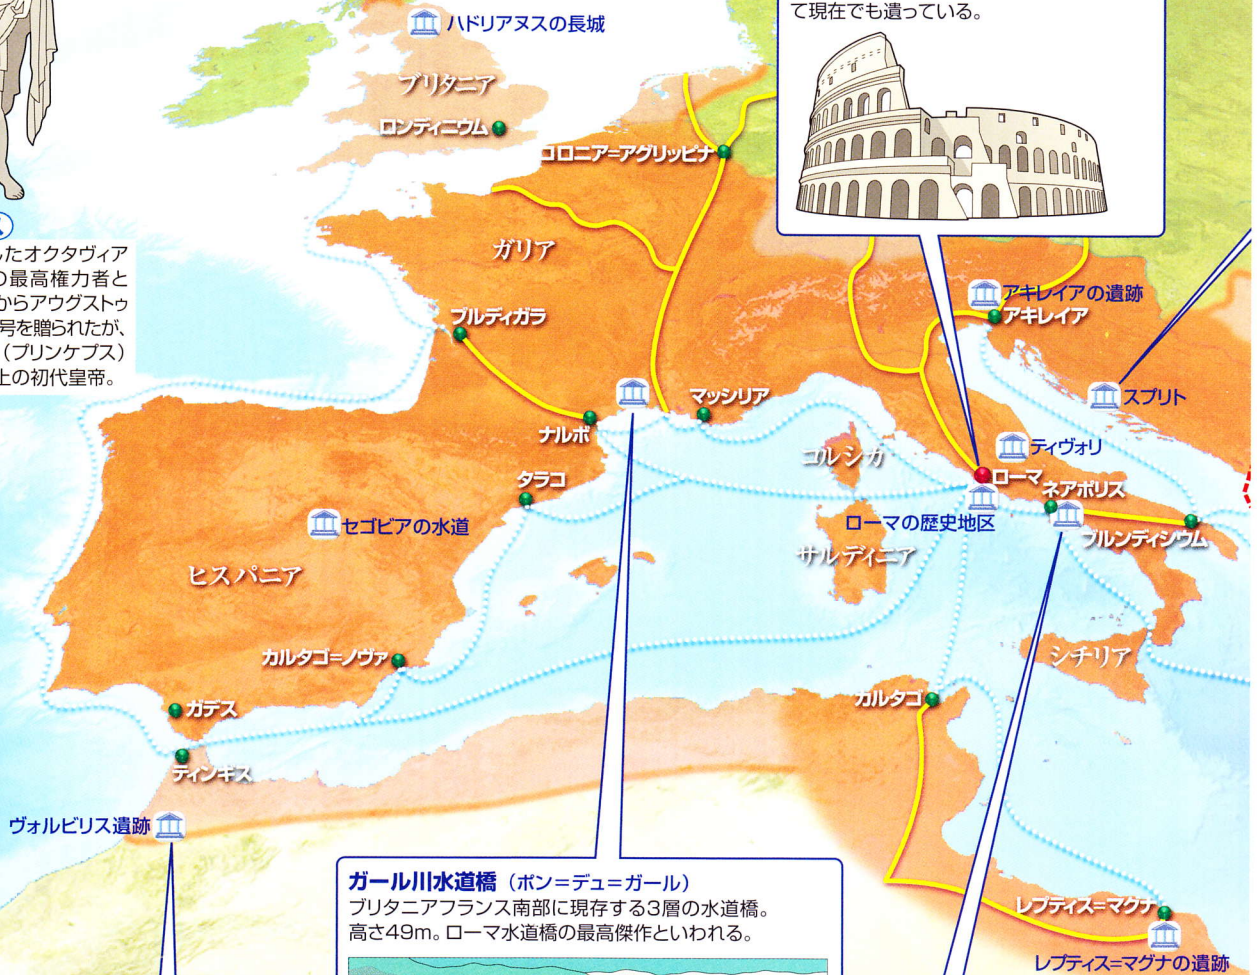 て現在でも遺っている。
ハドリアヌスの長城
ブリタニア
ロンディニウム
コロニア=アグリッピナ
したオクタヴィア
の最高権力者と
からアウグストゥ
号を贈られたが、
（プリンケプス）
上の初代皇帝。
ガリア
ブルディガラ
アキレイアの遺跡
アキレイア
スプリト
マッシリア
ナルボ
コルシカ
ティヴォリ
ローマ
ネアポリス
タラコ
セゴビアの水道
ローマの歴史地区
ブルンディシウム
サルディニア
ヒスパニア
カルタゴ=ノヴァ
シチリア
ガデス
カルタゴ
ティンギス
ヴォルビリス遺跡
ガール川水道橋（ポン=デュ=ガール）
ブリタニアフランス南部に現存する3層の水道橋。
高さ49m。ローマ水道橋の最高傑作といわれる。
レプティス=マグナ
レプティス=マグナの遺跡